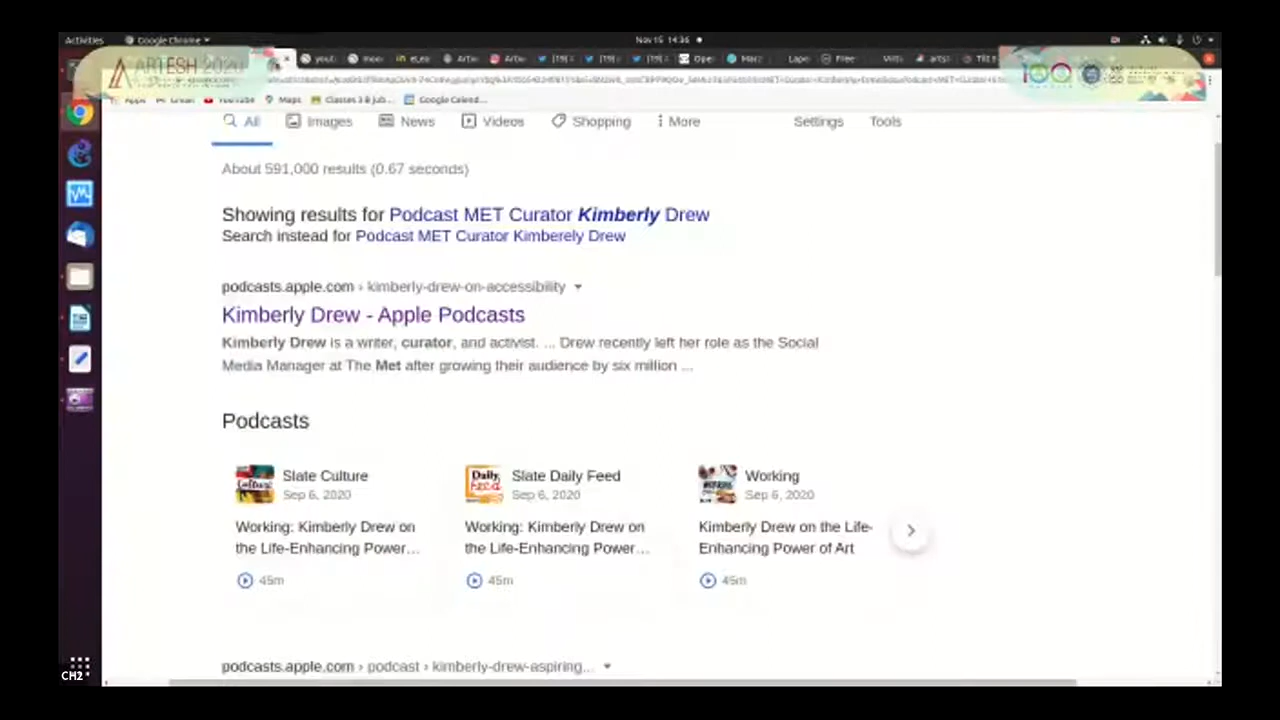 Activities Google Chrome Nov 15 14:36
ARTESH 2020
Apps Gmail YouTube Maps Classes 3 & job... Google Calend...
All Images News Videos Shopping More Settings Tools
About 591,000 results (0.67 seconds)
Showing results for Podcast MET Curator Kimberly Drew
Search instead for Podcast MET Curator Kimberely Drew
podcasts.apple.com › kimberly-drew-on-accessibility
Kimberly Drew - Apple Podcasts
Kimberly Drew is a writer, curator, and activist. ... Drew recently left her role as the Social
Media Manager at The Met after growing their audience by six million ...
Podcasts
Slate Culture
Sep 6, 2020
Working: Kimberly Drew on
the Life-Enhancing Power...
45m
Slate Daily Feed
Sep 6, 2020
Working: Kimberly Drew on
the Life-Enhancing Power...
45m
Working
Sep 6, 2020
Kimberly Drew on the Life-
Enhancing Power of Art
45m
podcasts.apple.com › podcast › kimberly-drew-aspiring...
CH2